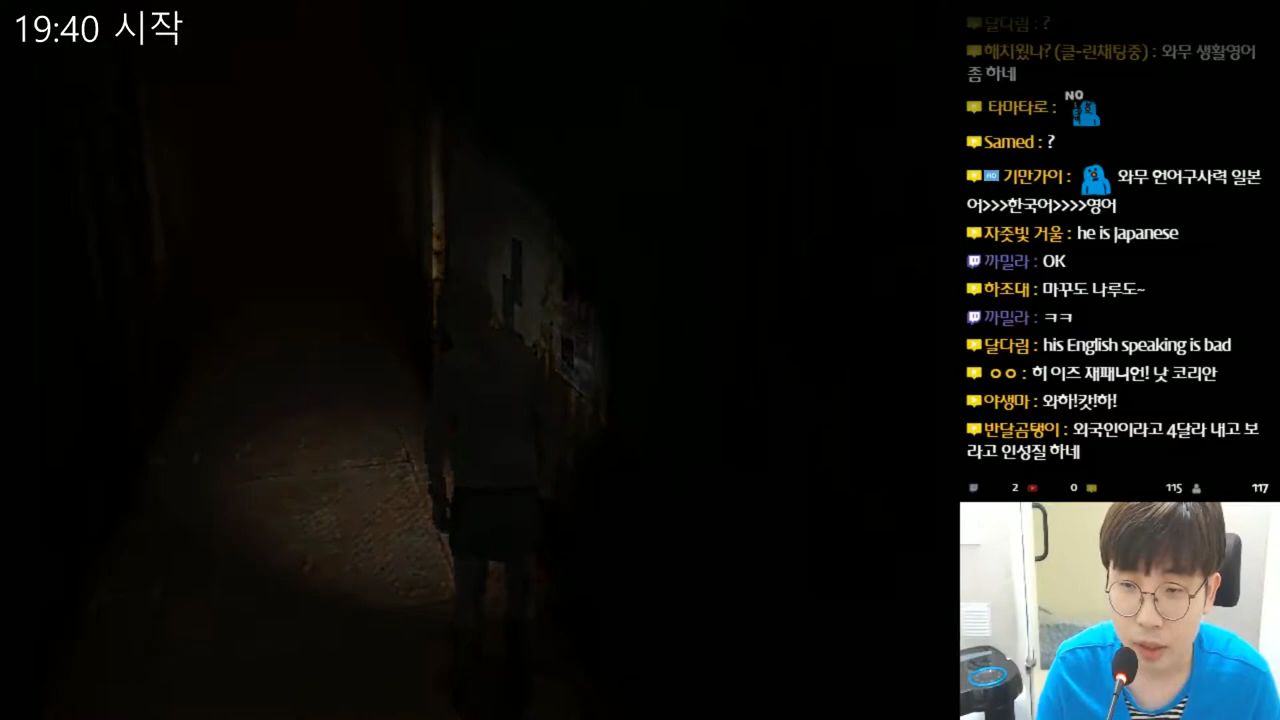 19:40 시작
달다림 : ?
해치웠나? (클-린채팅중) : 와무 생활영어
좀 하네
타마타로 :
NO
Samed : ?
기만가이 : 와무 언어구사력 일본
어>>>한국어>>>>영어
자줏빛 거울 : he is Japanese
까밀라 : OK
하조대 : 마꾸도 나루도~
까밀라 : ㅋㅋ
달다림 : his English speaking is bad
ㅇㅇ : 히 이즈 재패니언! 낫 코리안
야생마 : 와하!캇!하!
반달곰탱이 : 외국인이라고 4달라 내고 보
라고 인성질 하네
2 0 115 117